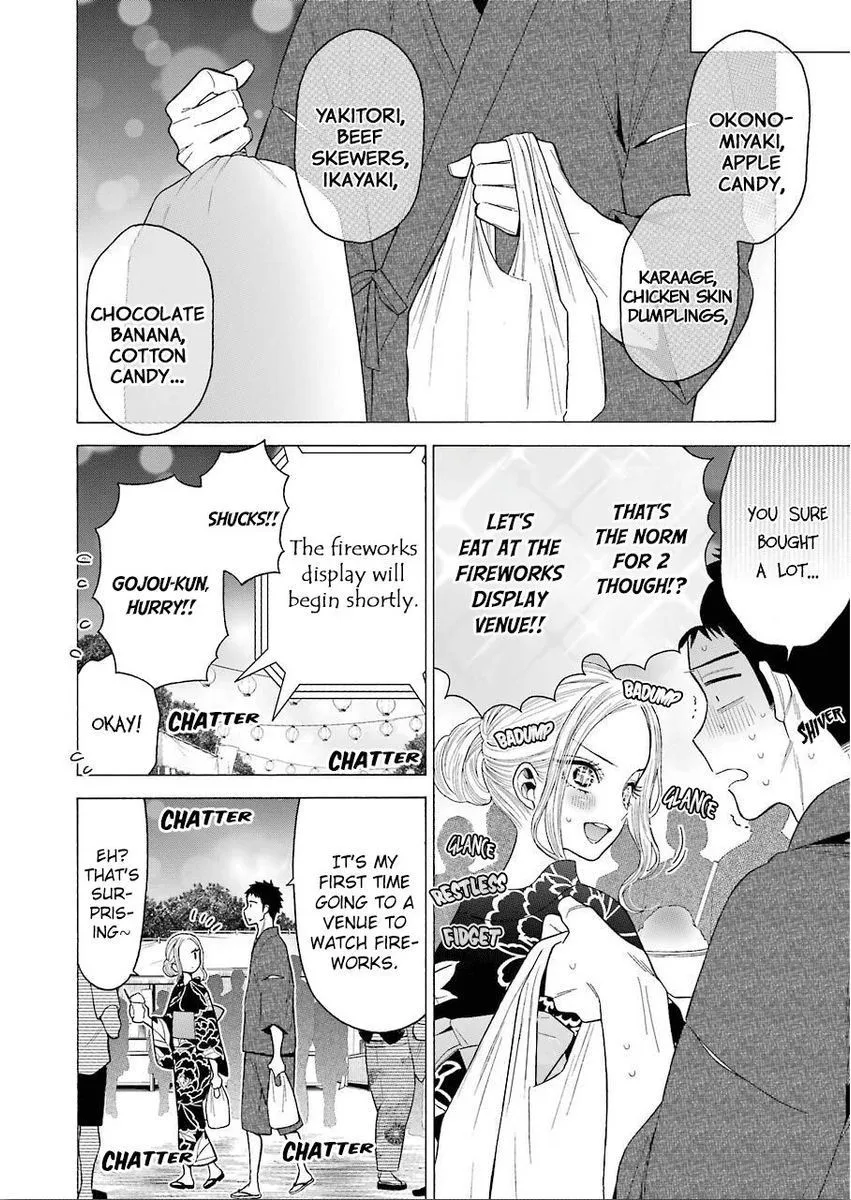 OKONO-
MIYAKI,
APPLE
CANDY,
KARAAGE,
CHICKEN SKIN
DUMPLINGS,
YAKITORI,
BEEF
SKEWERS,
IKAYAKI,
CHOCOLATE
BANANA,
COTTON
CANDY...
YOU SURE
BOUGHT
A LOT...
THAT'S
THE NORM
FOR 2
THOUGH!?
LET'S
EAT AT THE
FIREWORKS
DISPLAY
VENUE!!
BADUMP
BADUMP
SHIVER
GLANCE
GLANCE
RESTLESS
FIDGET
The fireworks
display will
begin shortly.
SHUCKS!!
GOJOU-KUN,
HURRY!!
OKAY!
CHATTER
CHATTER
CHATTER
IT'S MY
FIRST TIME
GOING TO A
VENUE TO
WATCH FIRE-
WORKS.
EH?
THAT'S
SUR-
PRIS-
ING~
CHATTER
CHATTER